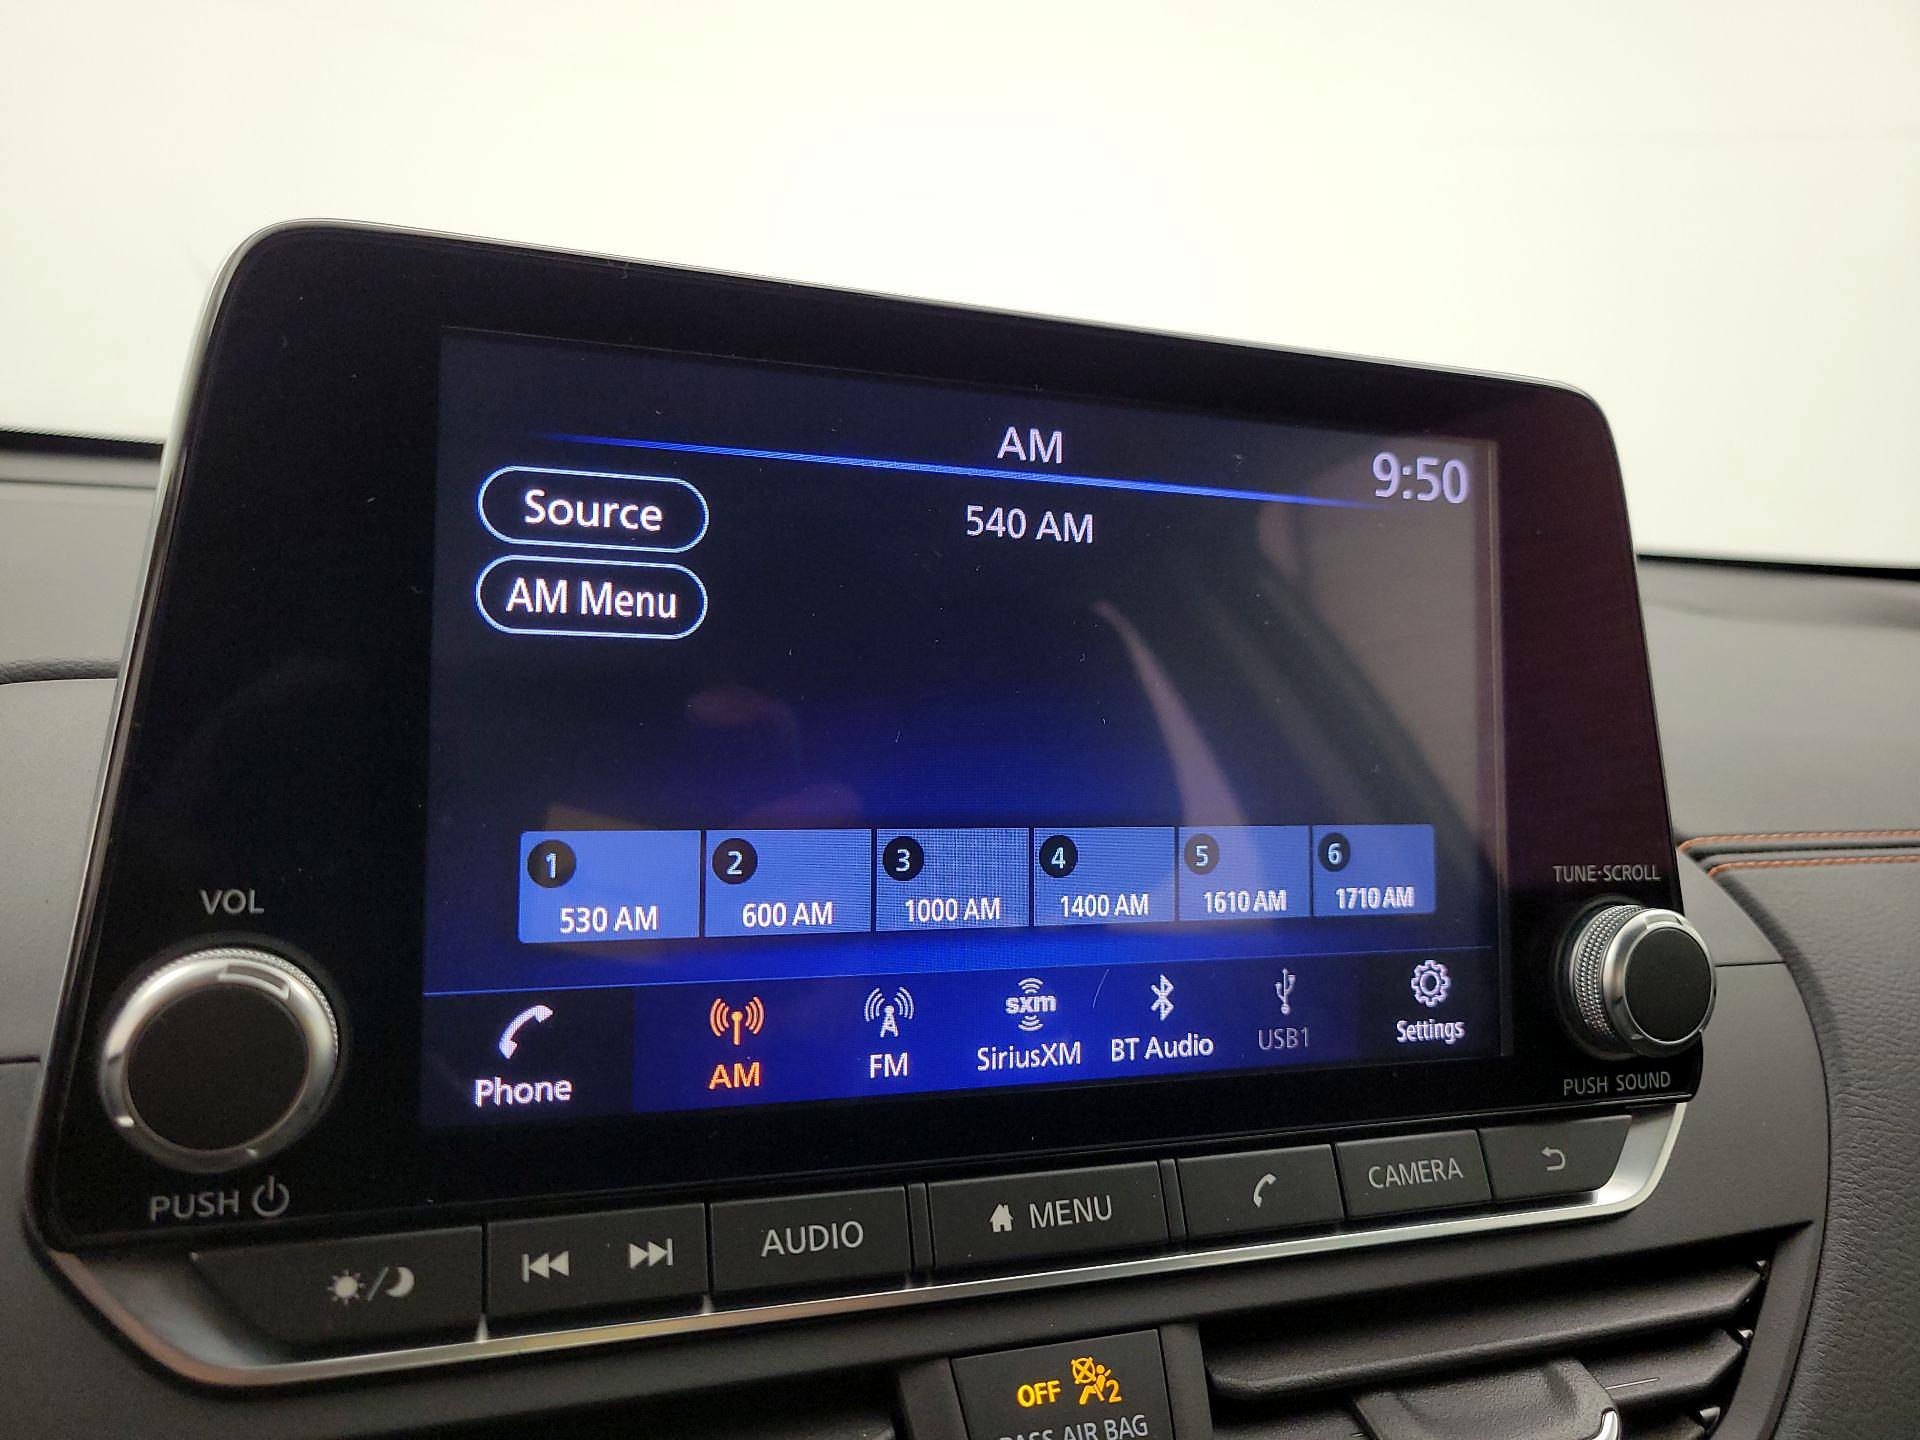 AM
9:50
Source
540 AM
AM Menu
1 2 3 4 5 6
530 AM 600 AM 1000 AM 1400 AM 1610 AM 1710 AM
VOL
TUNE·SCROLL
sxm
Phone AM FM SiriusXM BT Audio USB1 Settings
PUSH
PUSH SOUND
AUDIO MENU CAMERA
OFF 2
PASS AIR BAG